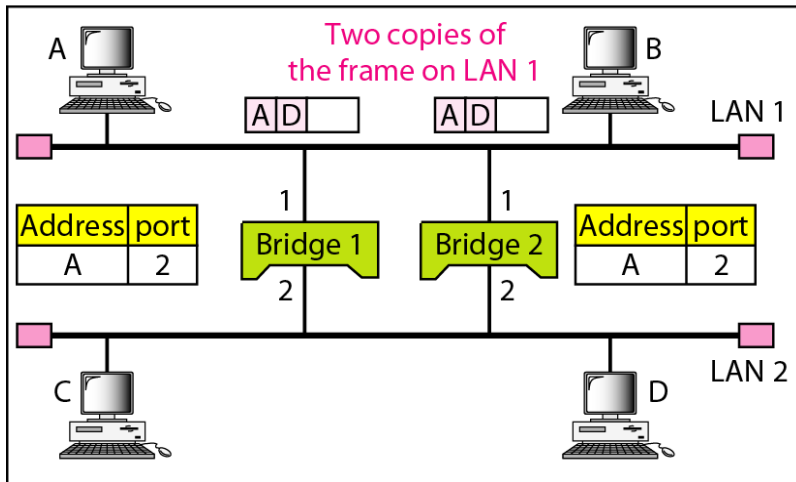 A
Two copies of
the frame on LAN 1
B
A D
A D
LAN 1
1
1
Address port
A 2
Bridge 1
Bridge 2
Address port
A 2
2
2
LAN 2
C
D